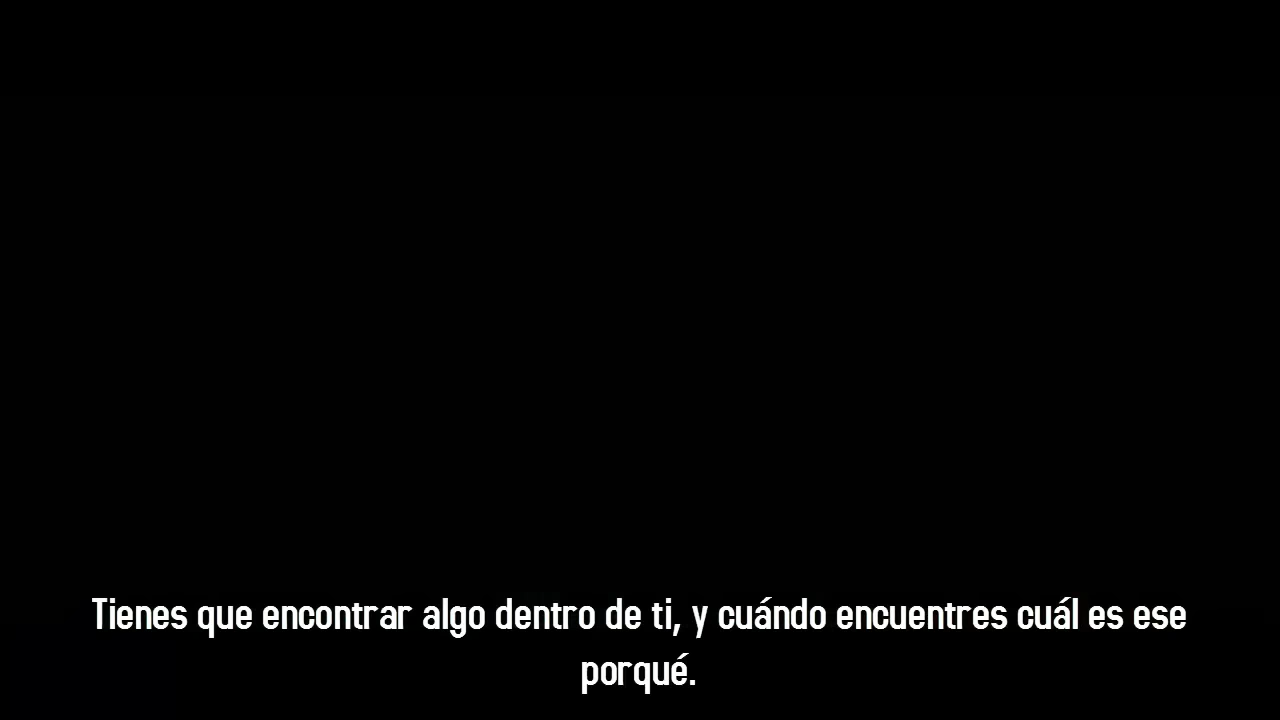 Tienes que encontrar algo dentro de ti, y cuándo encuentres cuál es ese
porqué.